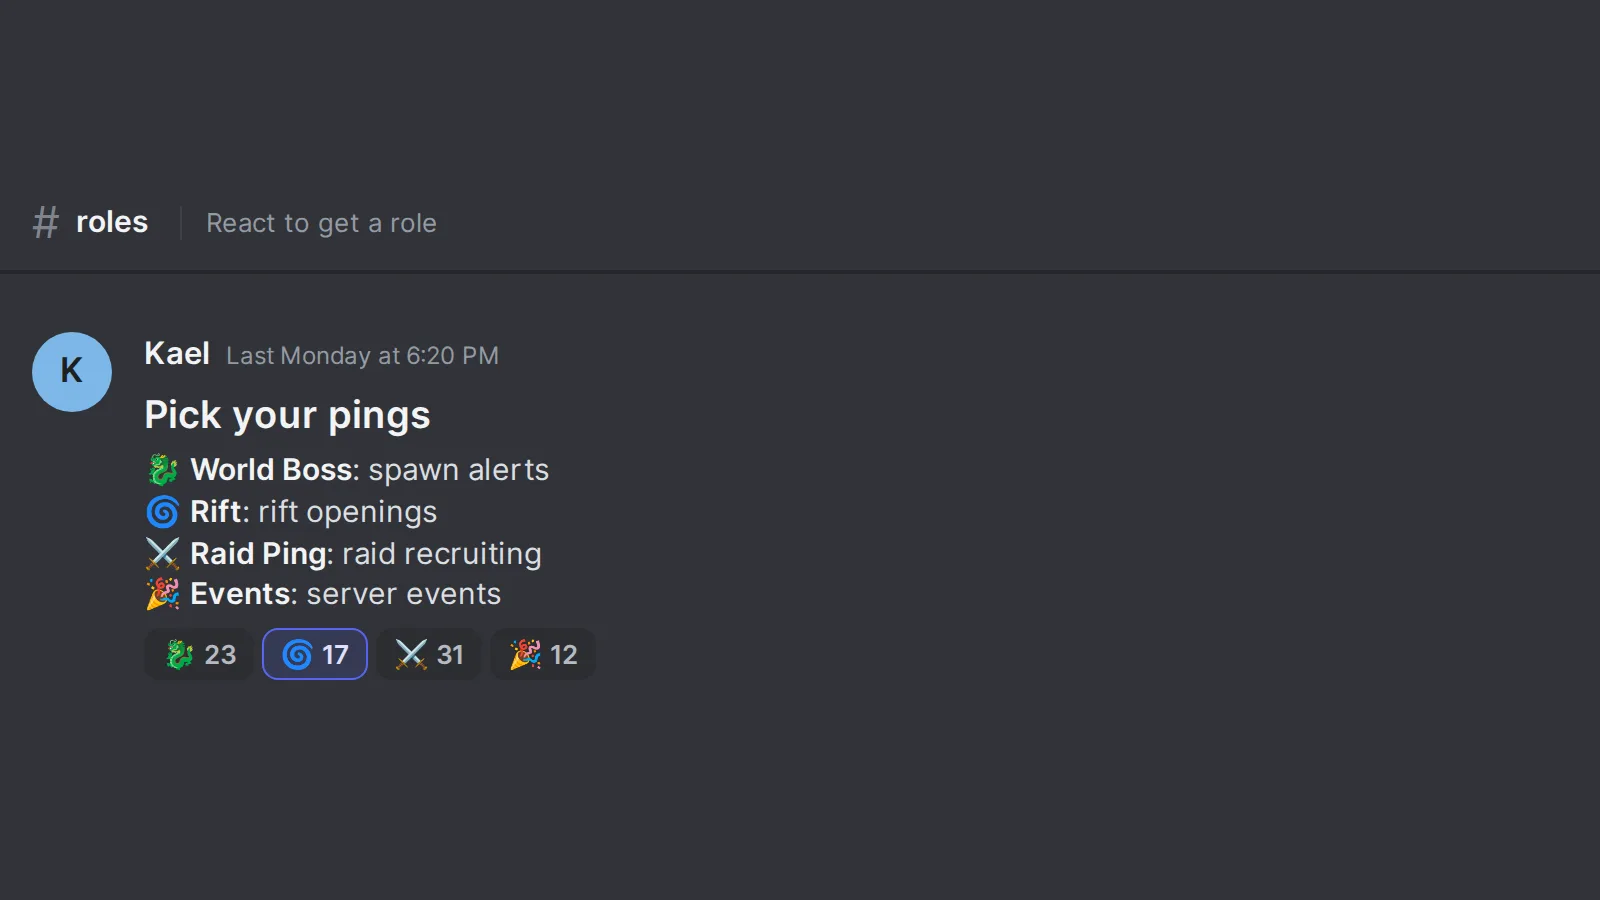 # roles React to get a role
K
Kael Last Monday at 6:20 PM
Pick your pings
🐉 World Boss: spawn alerts
🌀 Rift: rift openings
⚔️ Raid Ping: raid recruiting
🎉 Events: server events
🐉 23 🌀 17 ⚔️ 31 🎉 12